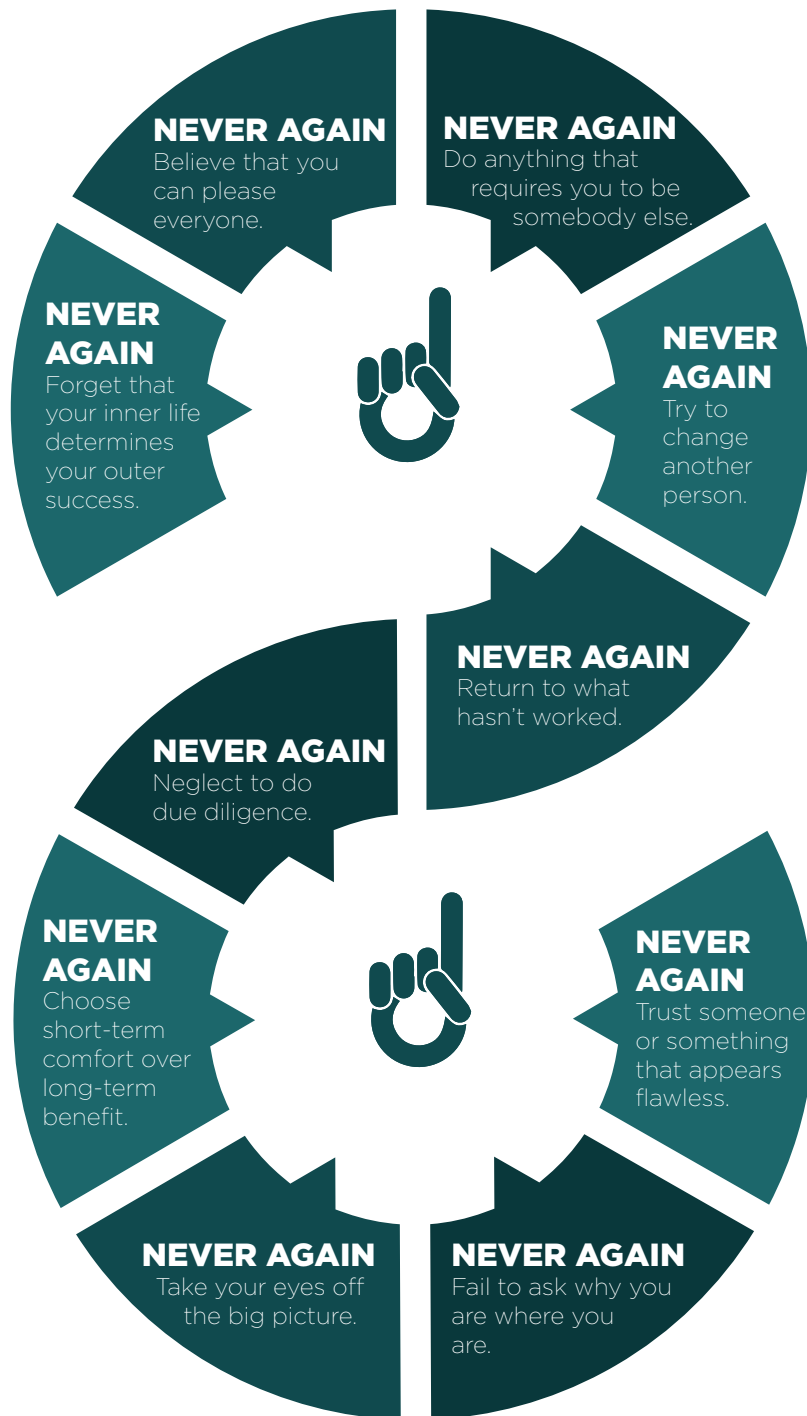 NEVER AGAIN
Believe that you
can please
everyone.
NEVER AGAIN
Do anything that
requires you to be
somebody else.
NEVER
AGAIN
Forget that
your inner life
determines
your outer
success.
NEVER
AGAIN
Try to
change
another
person.
NEVER AGAIN
Return to what
hasn’t worked.
NEVER AGAIN
Neglect to do
due diligence.
NEVER
AGAIN
Choose
short-term
comfort over
long-term
benefit.
NEVER
AGAIN
Trust someone
or something
that appears
flawless.
NEVER AGAIN
Take your eyes off
the big picture.
NEVER AGAIN
Fail to ask why you
are where you
are.